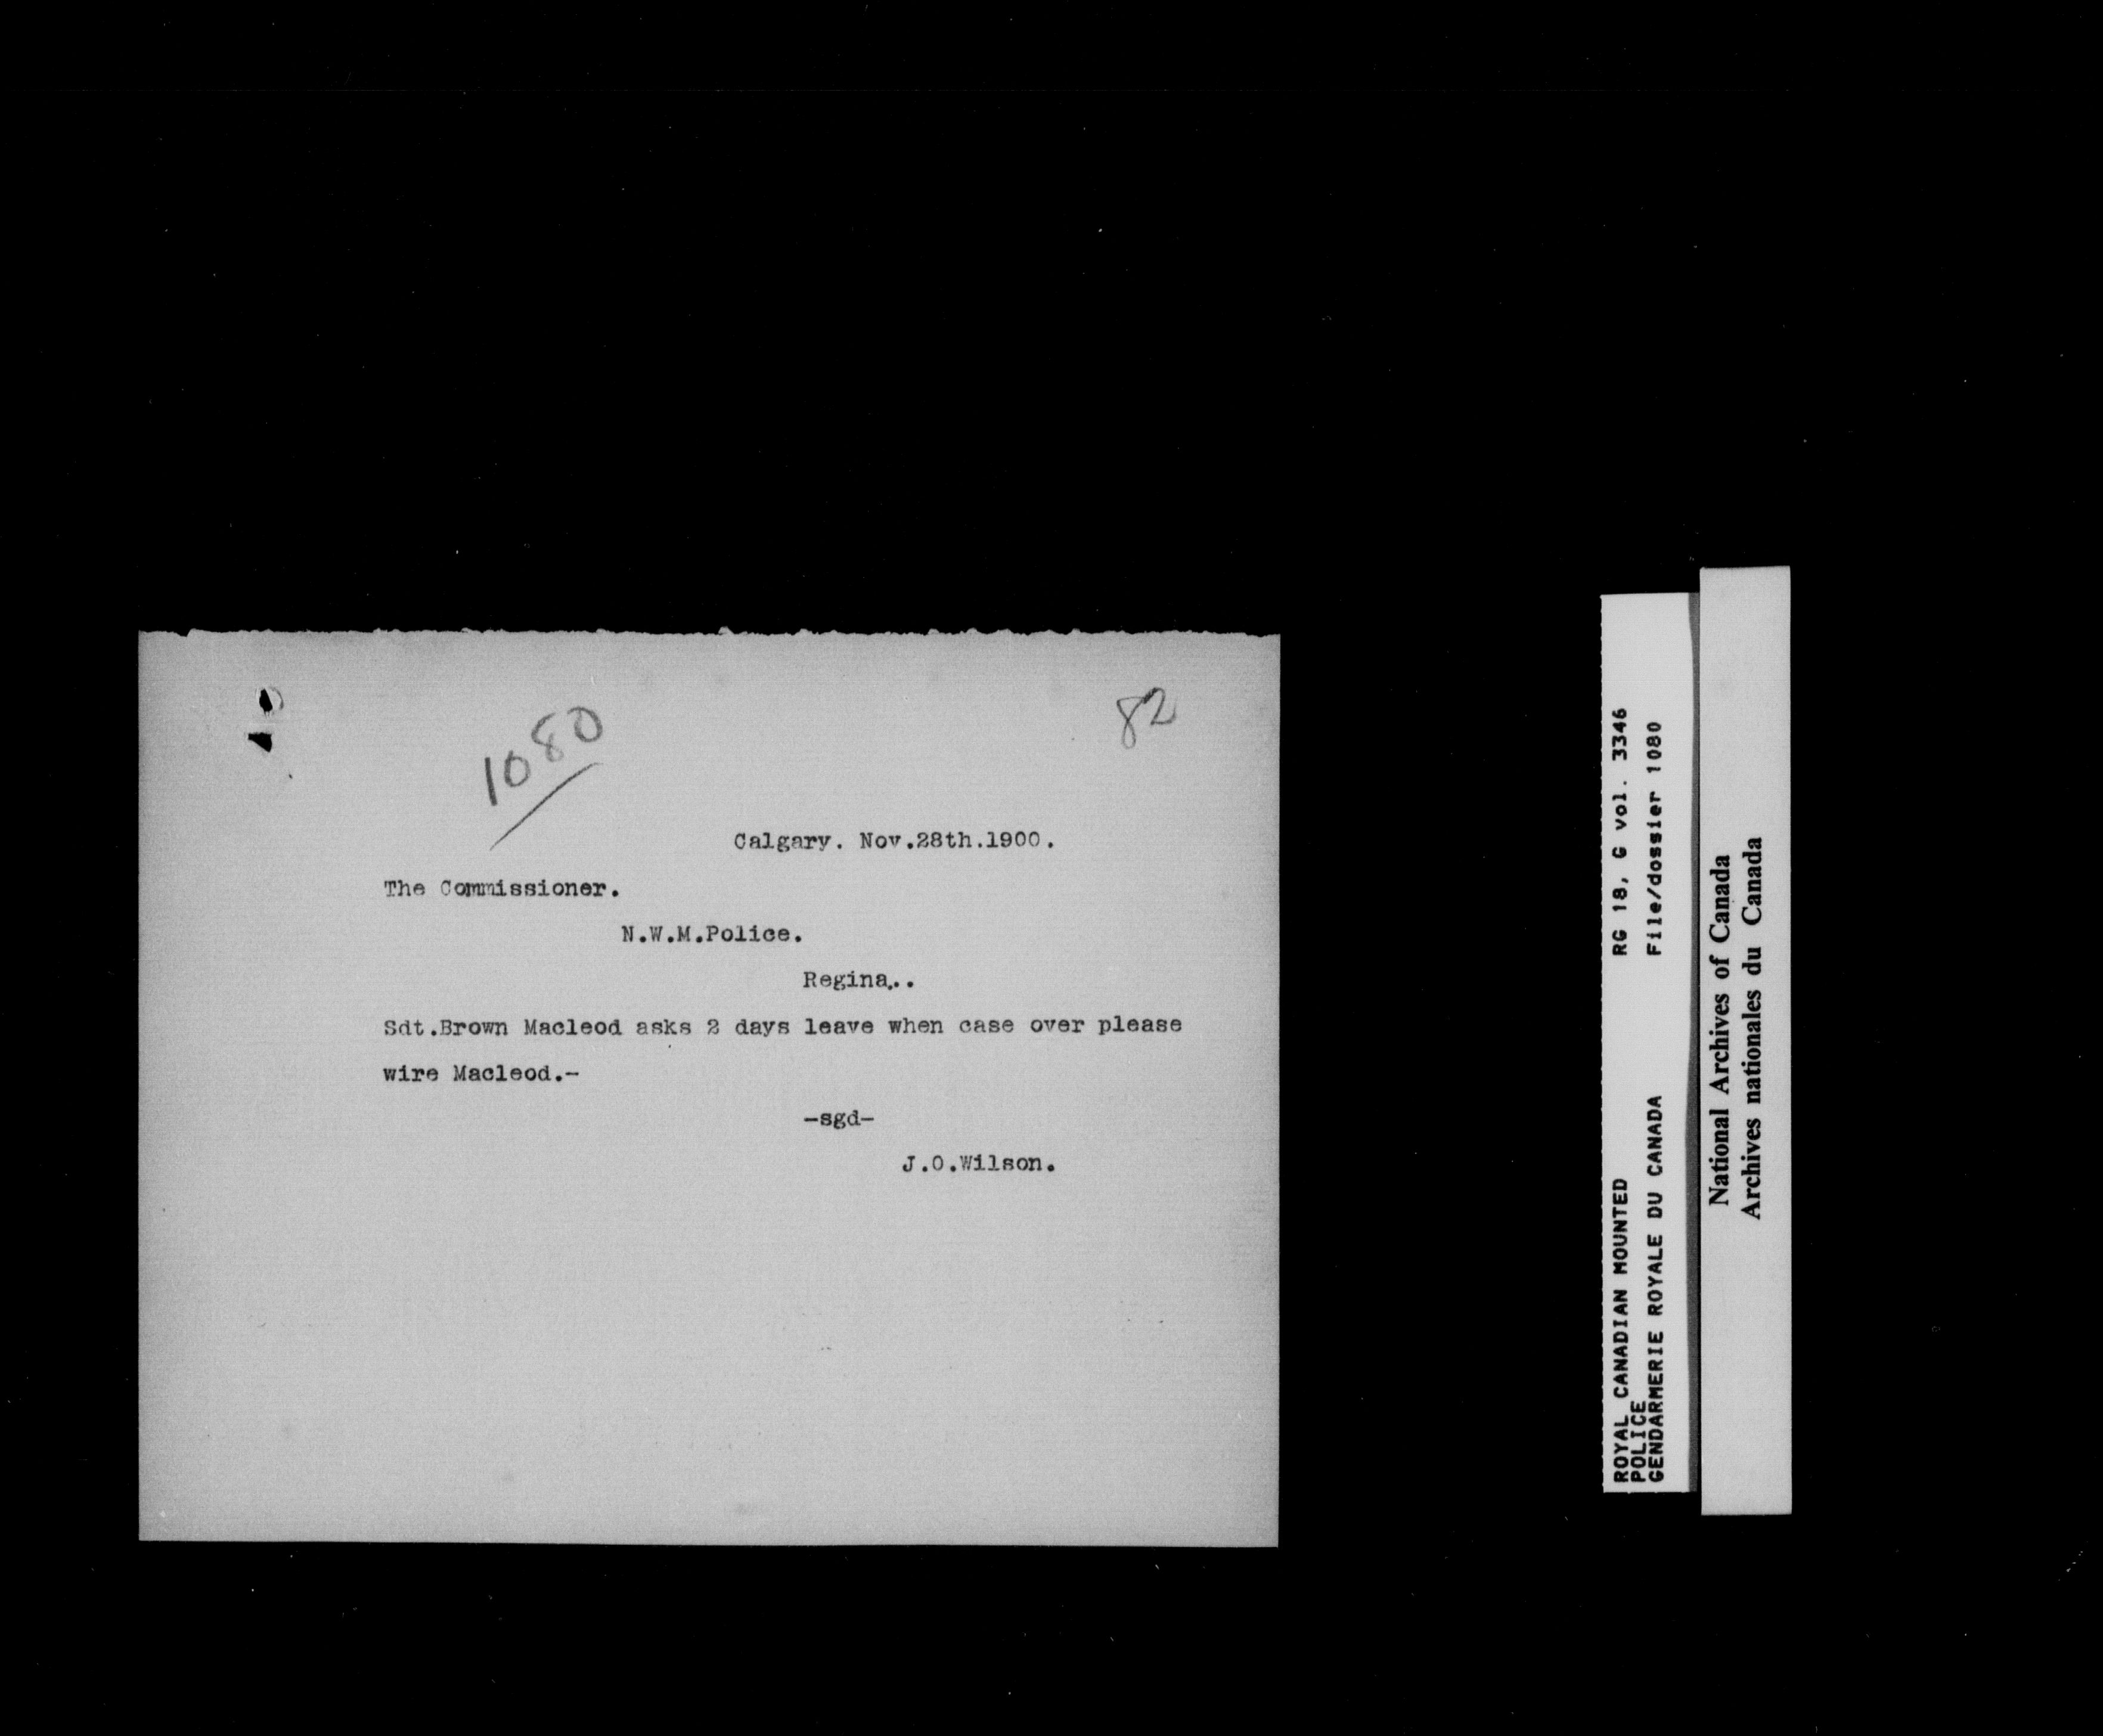 1080
82
Calgary. Nov.28th.1900.
The Commissioner.
N.W.M.Police.
Regina..
Sdt.Brown Macleod asks 2 days leave when case over please
wire Macleod.-
-sgd-
J.O.Wilson.
ROYAL CANADIAN MOUNTED RG 18, G vol. 3346
POLICE
GENDARMERIE ROYALE DU CANADA File/dossier 1080
National Archives of Canada
Archives nationales du Canada